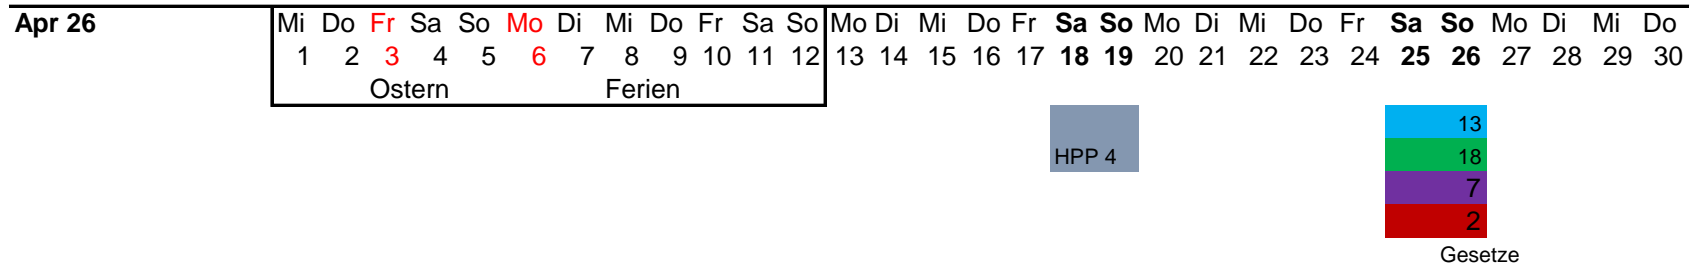 Apr 26 Mi Do Fr Sa So Mo Di Mi Do Fr Sa So Mo Di Mi Do Fr Sa So Mo Di Mi Do Fr Sa So Mo Di Mi Do
1 2 3 4 5 6 7 8 9 10 11 12 13 14 15 16 17 18 19 20 21 22 23 24 25 26 27 28 29 30
Ostern Ferien
13
HPP 4 18
7
2
Gesetze